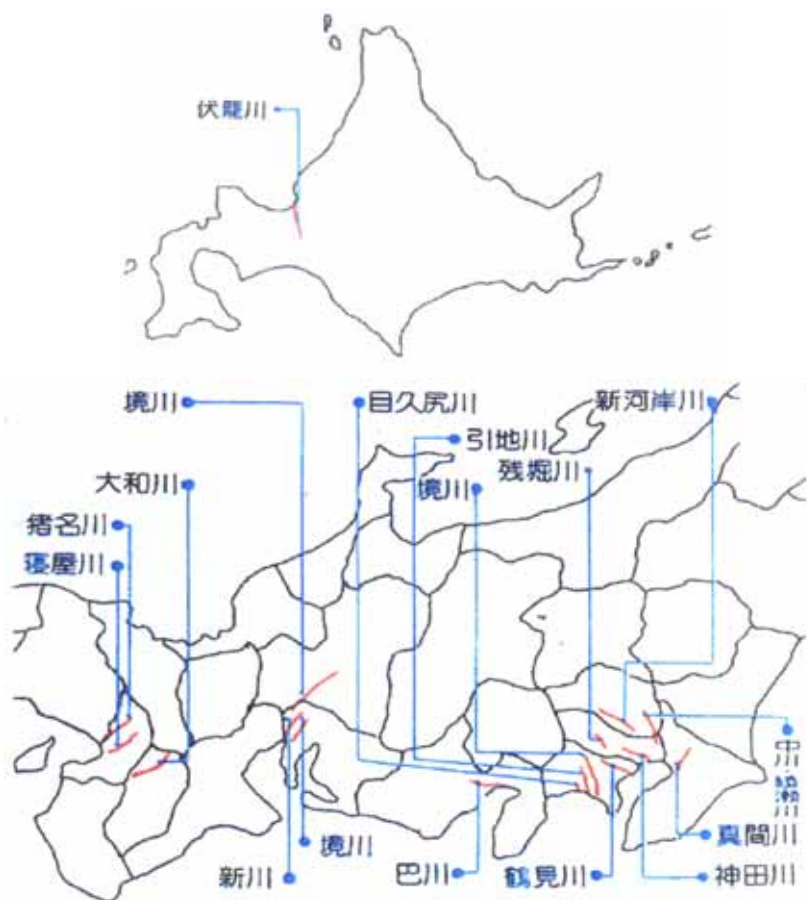 伏籠川
境川
目久尻川
新河岸川
引地川
残堀川
大和川
境川
猪名川
寝屋川
中川・綾瀬川
真間川
境川
新川
巴川
鶴見川
神田川